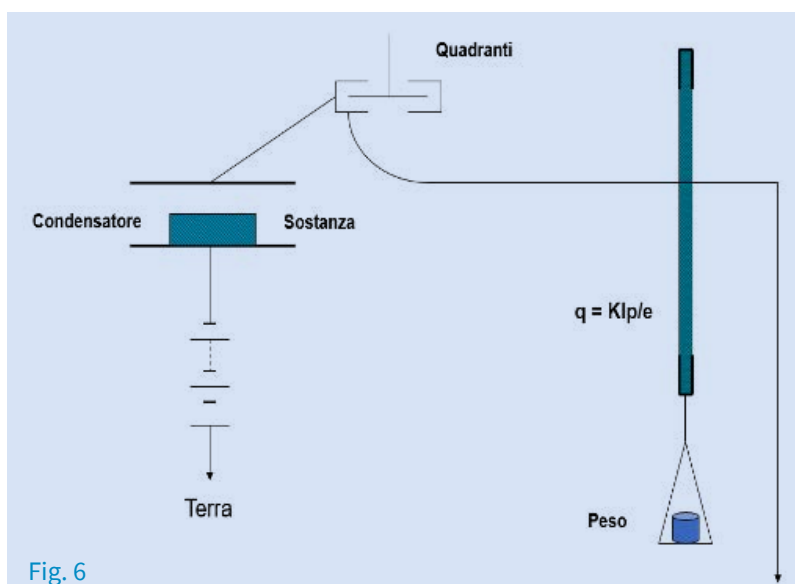 Quadranti
Condensatore
Sostanza
q = Klp/e
Terra
Peso
Fig. 6